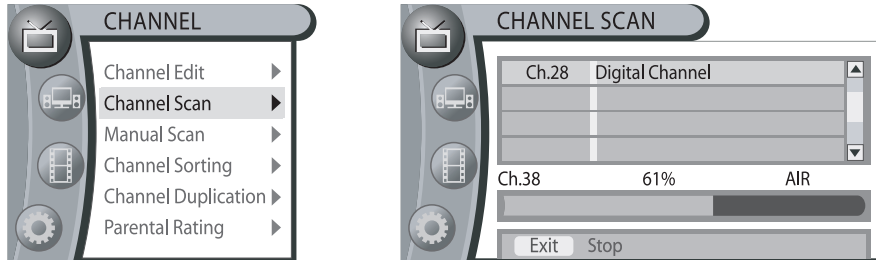 CHANNEL
Channel Edit
Channel Scan
Manual Scan
Channel Sorting
Channel Duplication
Parental Rating
CHANNEL SCAN
Ch.28 Digital Channel
Ch.38 61% AIR
Exit Stop